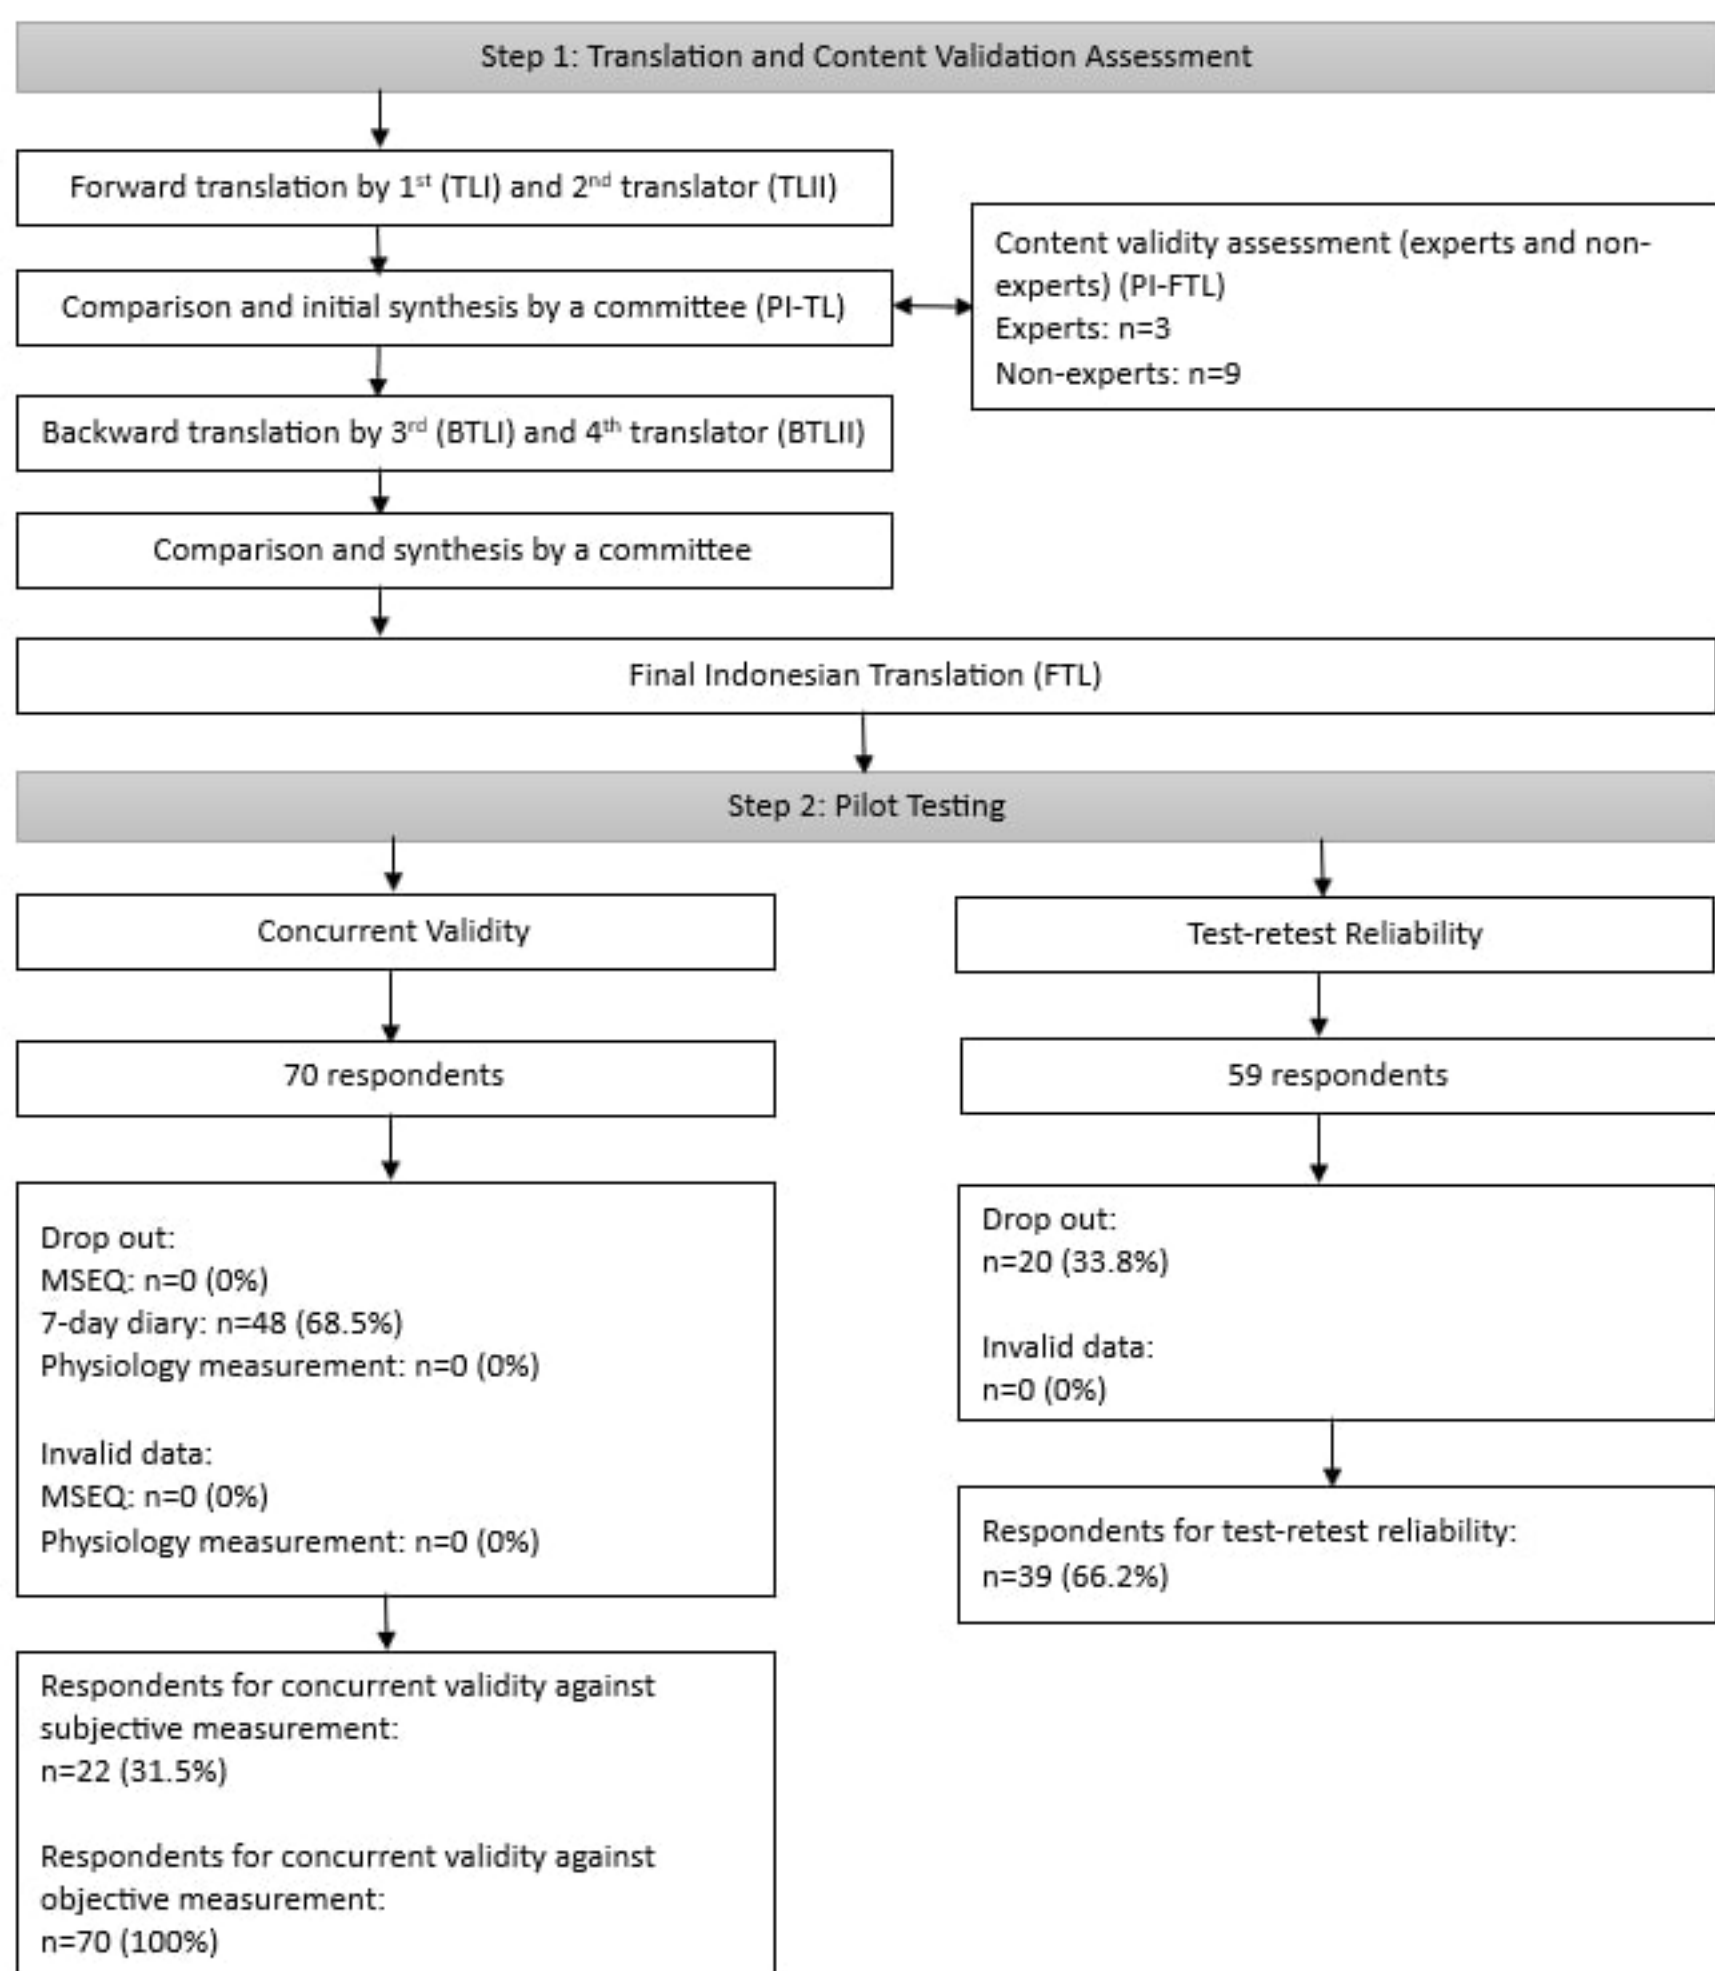 Step 1: Translation and Content Validation Assessment
Forward translation by 1st (TLI) and 2nd translator (TLII)
Comparison and initial synthesis by a committee (PI-TL)
Content validity assessment (experts and non-
experts) (PI-FTL)
Experts: n=3
Non-experts: n=9
Backward translation by 3rd (BTLI) and 4th translator (BTLII)
Comparison and synthesis by a committee
Final Indonesian Translation (FTL)
Step 2: Pilot Testing
Concurrent Validity
70 respondents
Drop out:
MSEQ: n=0 (0%)
7-day diary: n=48 (68.5%)
Physiology measurement: n=0 (0%)
Invalid data:
MSEQ: n=0 (0%)
Physiology measurement: n=0 (0%)
Respondents for concurrent validity against
subjective measurement:
n=22 (31.5%)
Respondents for concurrent validity against
objective measurement:
n=70 (100%)
Test-retest Reliability
59 respondents
Drop out:
n=20 (33.8%)
Invalid data:
n=0 (0%)
Respondents for test-retest reliability:
n=39 (66.2%)